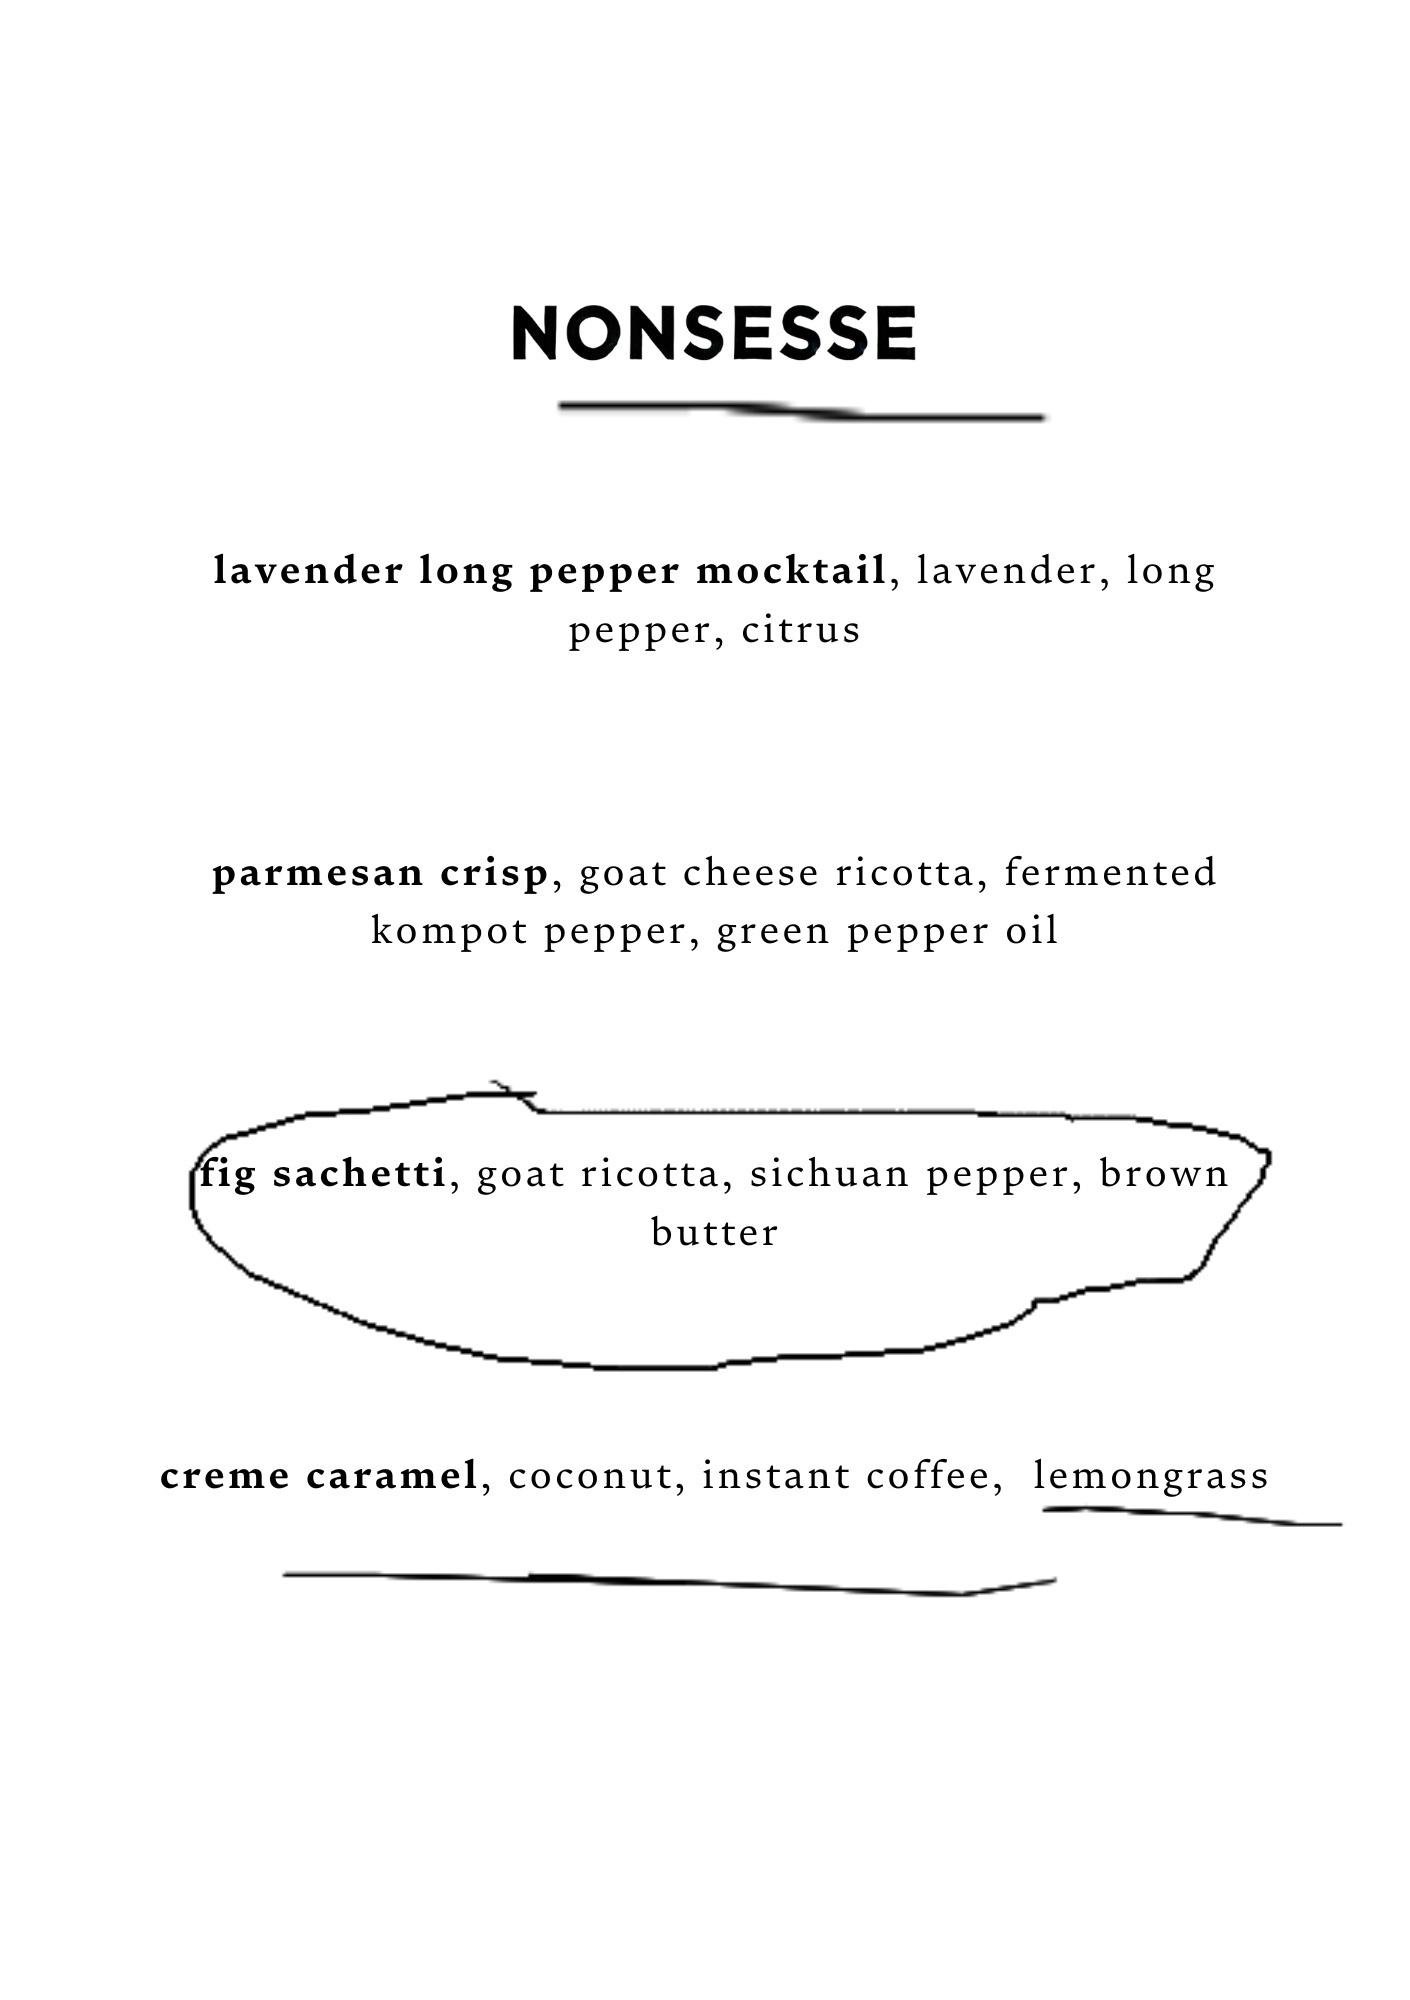 NONSESSE
lavender long pepper mocktail, lavender, long
pepper, citrus
parmesan crisp, goat cheese ricotta, fermented
kompot pepper, green pepper oil
fig sachetti, goat ricotta, sichuan pepper, brown
butter
creme caramel, coconut, instant coffee,  lemongrass